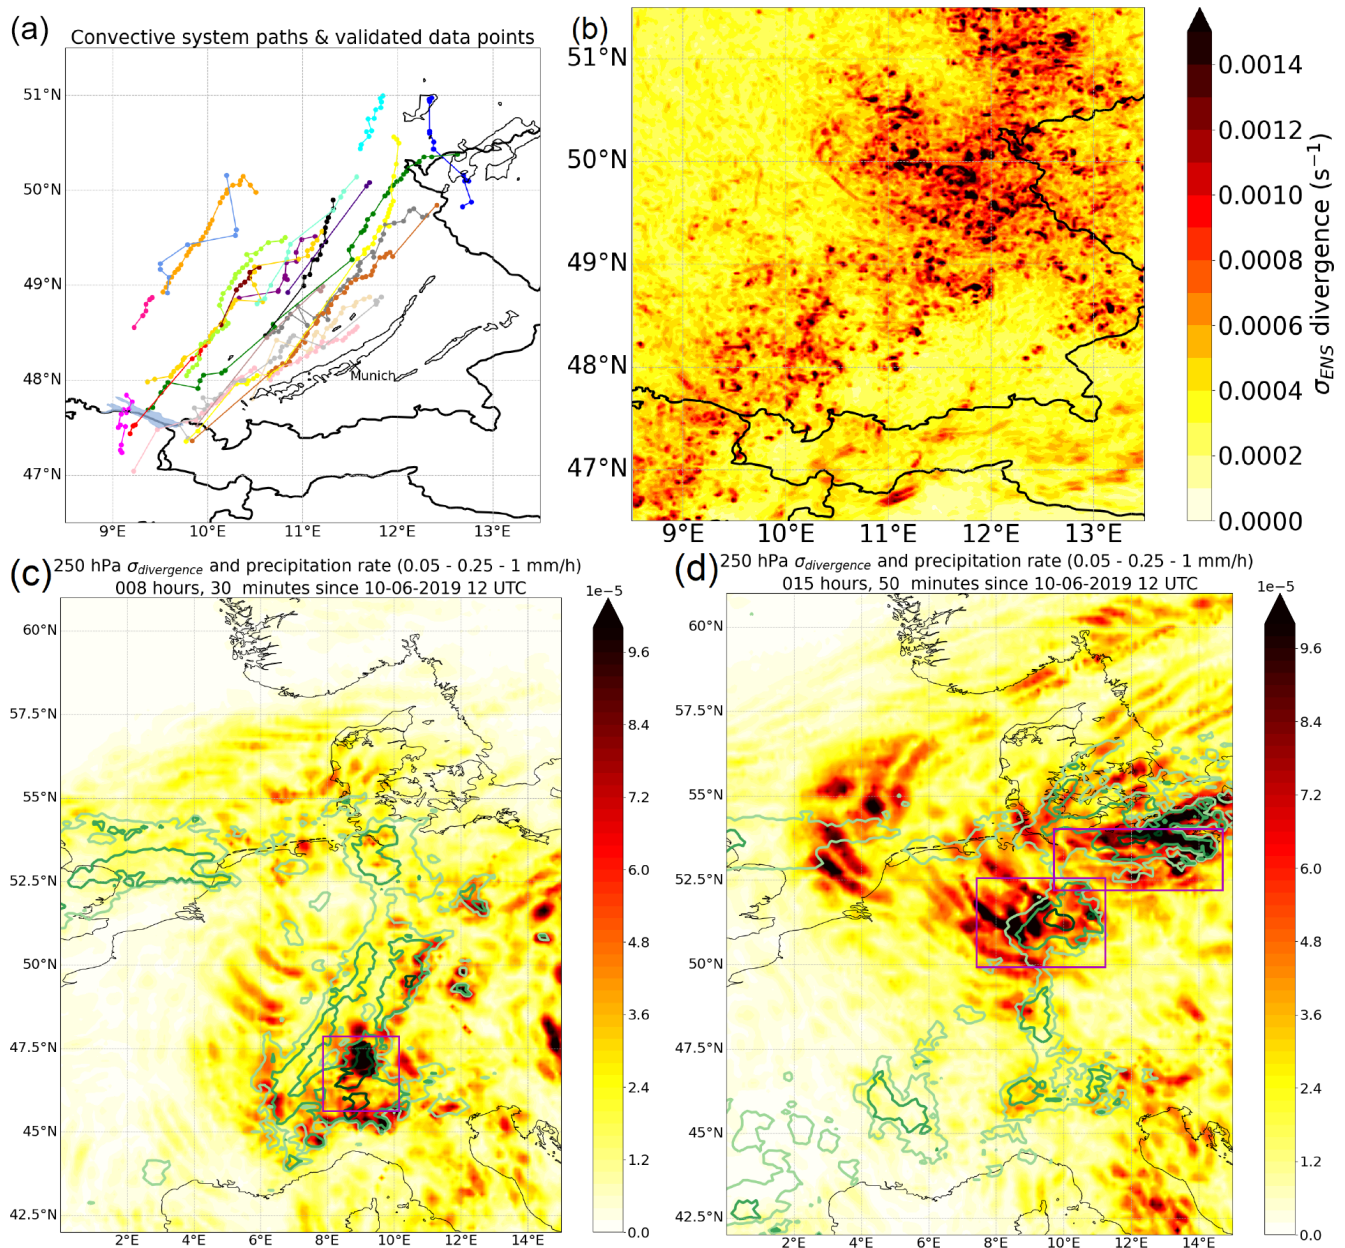 (a)
Convective system paths & validated data points
51°N
50°N
49°N
48°N
47°N
Munich
9°E 10°E 11°E 12°E 13°E
(b)
51°N
50°N
49°N
48°N
47°N
9°E 10°E 11°E 12°E 13°E
0.0014
0.0012
0.0010
0.0008
0.0006
0.0004
0.0002
0.0000
σENS divergence (s−1)
(c)
250 hPa σdivergence and precipitation rate (0.05 - 0.25 - 1 mm/h)
008 hours, 30 minutes since 10-06-2019 12 UTC
1e−5
60°N
57.5°N
55°N
52.5°N
50°N
47.5°N
45°N
42.5°N
2°E 4°E 6°E 8°E 10°E 12°E 14°E
9.6
8.4
7.2
6.0
4.8
3.6
2.4
1.2
0.0
(d)
250 hPa σdivergence and precipitation rate (0.05 - 0.25 - 1 mm/h)
015 hours, 50 minutes since 10-06-2019 12 UTC
1e−5
60°N
57.5°N
55°N
52.5°N
50°N
47.5°N
45°N
42.5°N
2°E 4°E 6°E 8°E 10°E 12°E 14°E
9.6
8.4
7.2
6.0
4.8
3.6
2.4
1.2
0.0